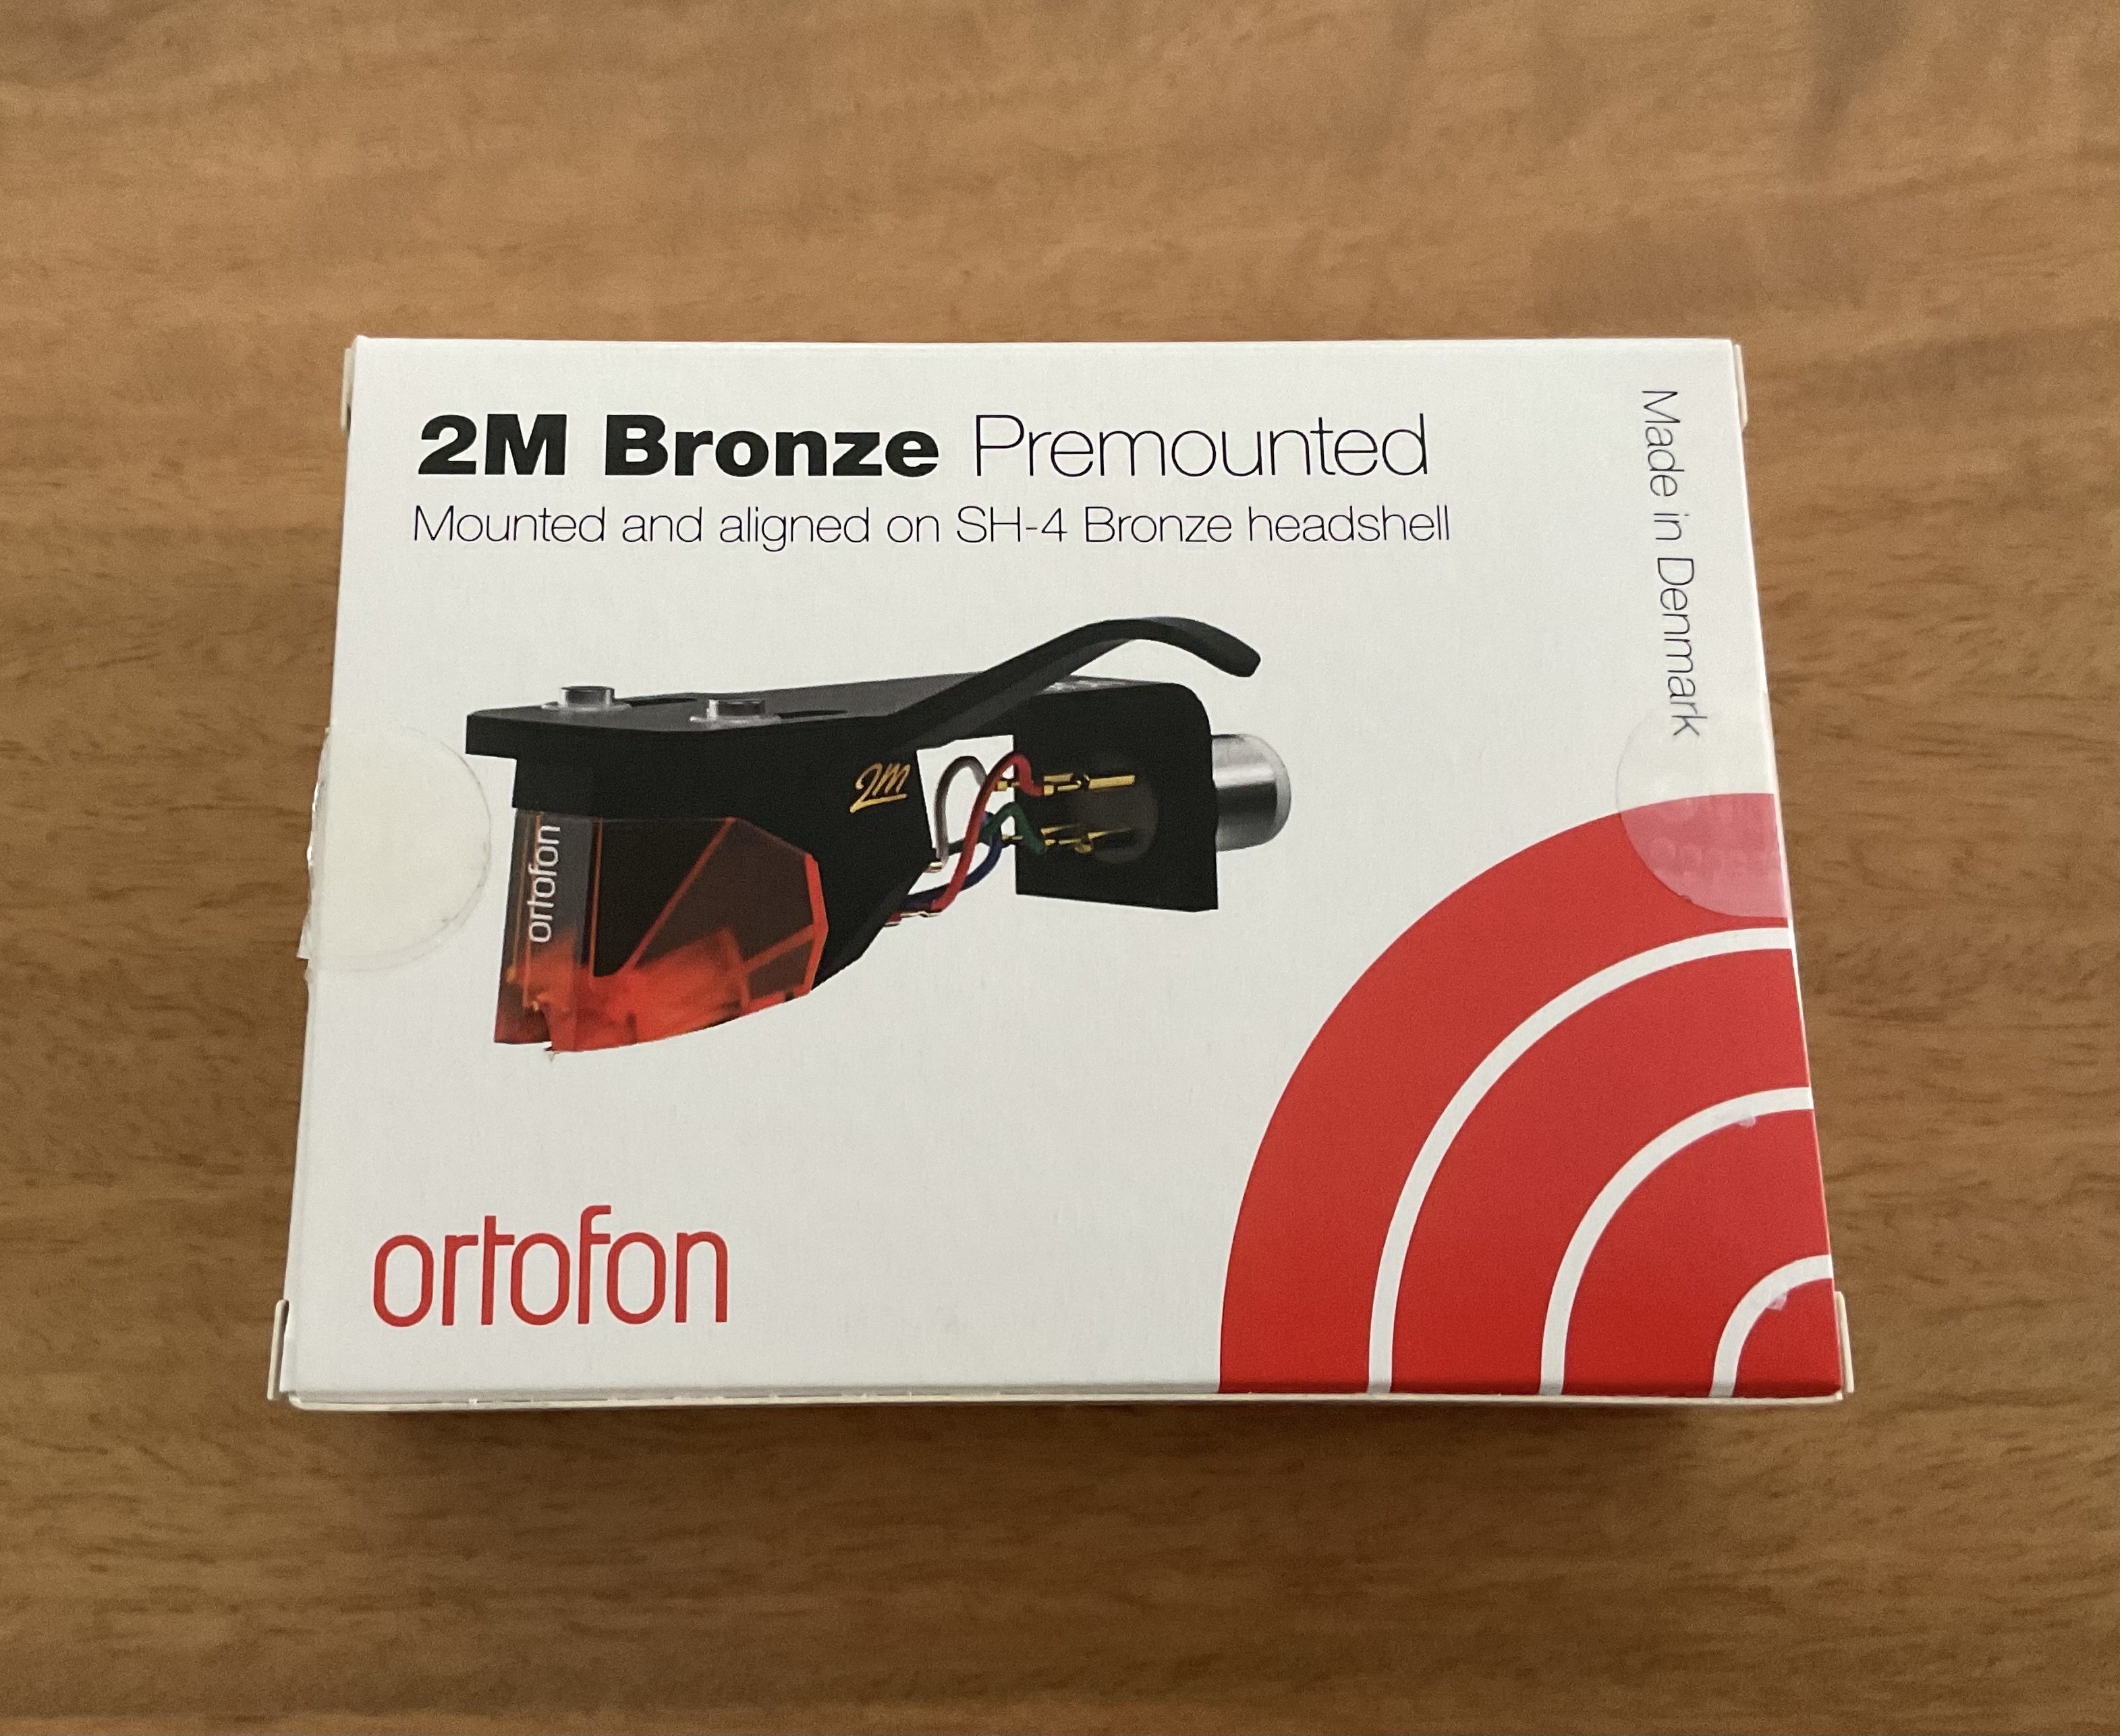 2M Bronze Premounted
Mounted and aligned on SH-4 Bronze headshell
Made in Denmark
2M
ortofon
ortofon